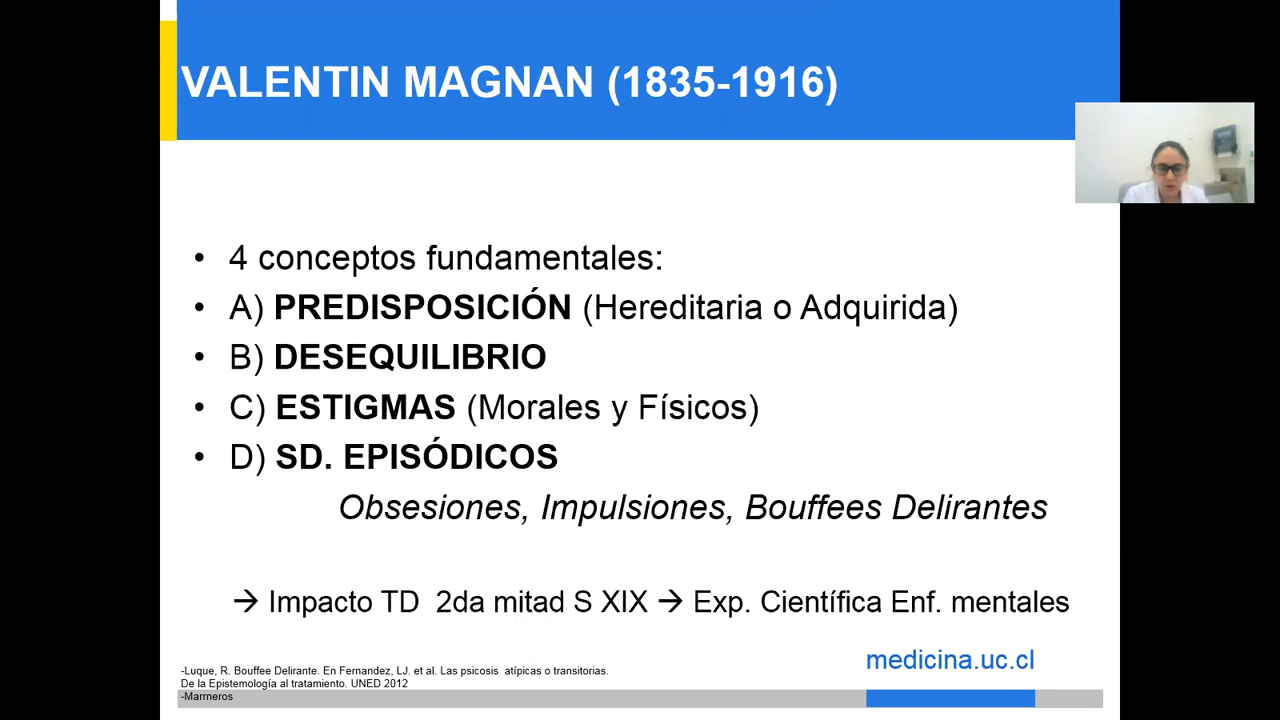 VALENTIN MAGNAN (1835-1916)
• 4 conceptos fundamentales:
• A) PREDISPOSICIÓN (Hereditaria o Adquirida)
• B) DESEQUILIBRIO
• C) ESTIGMAS (Morales y Físicos)
• D) SD. EPISÓDICOS
Obsesiones, Impulsiones, Bouffees Delirantes
→ Impacto TD 2da mitad S XIX → Exp. Científica Enf. mentales
medicina.uc.cl
-Luque, R. Bouffee Delirante. En Fernandez, LJ. et al. Las psicosis atípicas o transitorias.
De la Epistemología al tratamiento. UNED 2012
-Marrneros